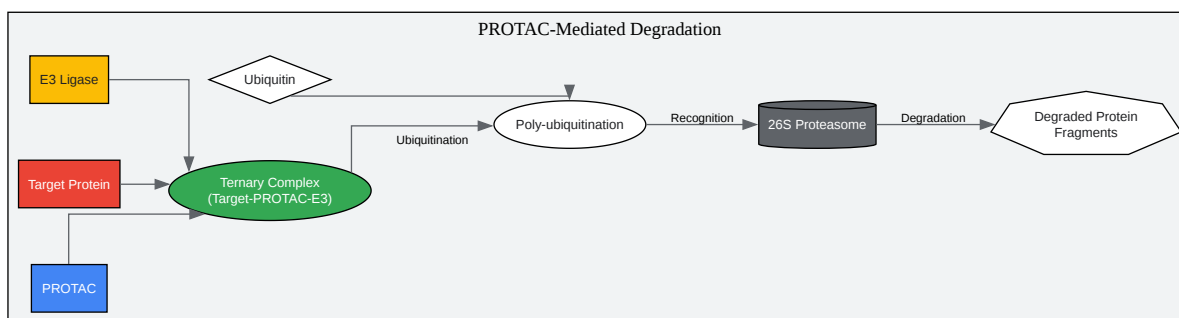 PROTAC-Mediated Degradation
E3 Ligase
Ubiquitin
Poly-ubiquitination
Recognition
26S Proteasome
Degradation
Degraded Protein
Fragments
Ubiquitination
Target Protein
Ternary Complex
(Target-PROTAC-E3)
PROTAC